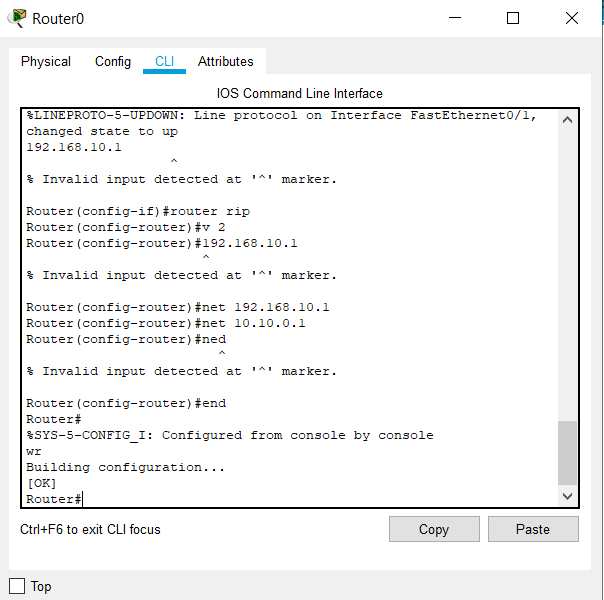 Router0
Physical Config CLI Attributes
IOS Command Line Interface
%LINEPROTO-5-UPDOWN: Line protocol on Interface FastEthernet0/1,
changed state to up
192.168.10.1
^
% Invalid input detected at '^' marker.
Router(config-if)#router rip
Router(config-router)#v 2
Router(config-router)#192.168.10.1
^
% Invalid input detected at '^' marker.
Router(config-router)#net 192.168.10.1
Router(config-router)#net 10.10.0.1
Router(config-router)#ned
^
% Invalid input detected at '^' marker.
Router(config-router)#end
Router#
%SYS-5-CONFIG_I: Configured from console by console
wr
Building configuration...
[OK]
Router#
Ctrl+F6 to exit CLI focus
Copy Paste
Top